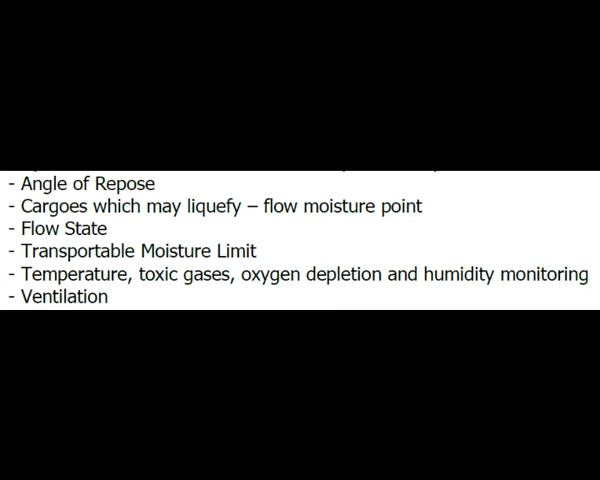 - Angle of Repose
- Cargoes which may liquefy – flow moisture point
- Flow State
- Transportable Moisture Limit
- Temperature, toxic gases, oxygen depletion and humidity monitoring
- Ventilation